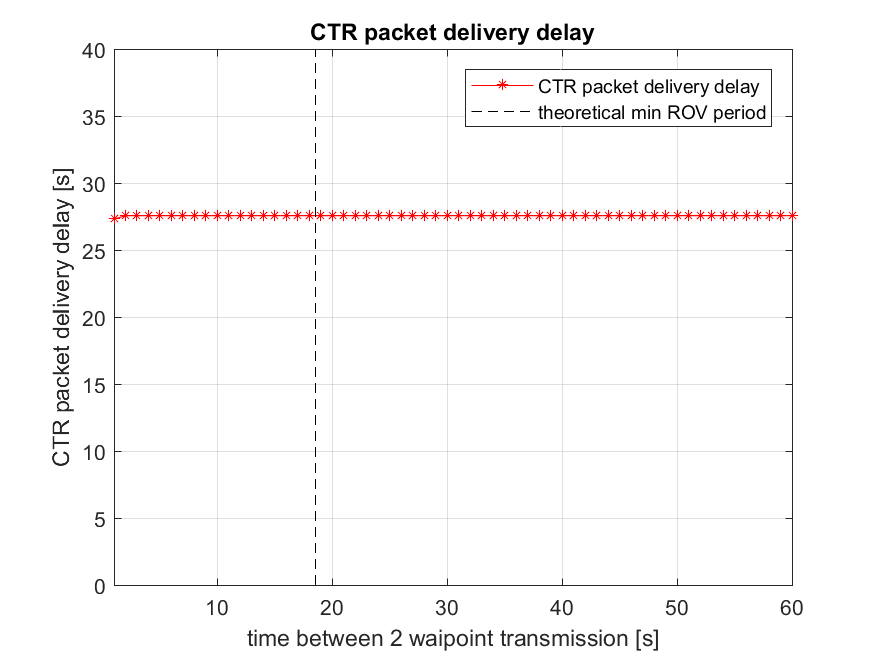 CTR packet delivery delay
CTR packet delivery delay
theoretical min ROV period
CTR packet delivery delay [s]
40
35
30
25
20
15
10
5
0
10 20 30 40 50 60
time between 2 waipoint transmission [s]